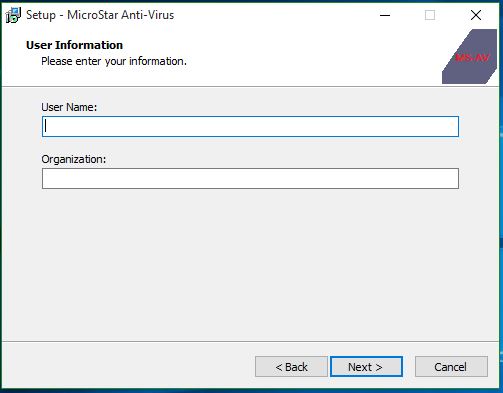 Setup - MicroStar Anti-Virus
User Information
Please enter your information.
MS AV
User Name:
Organization:
< Back
Next >
Cancel